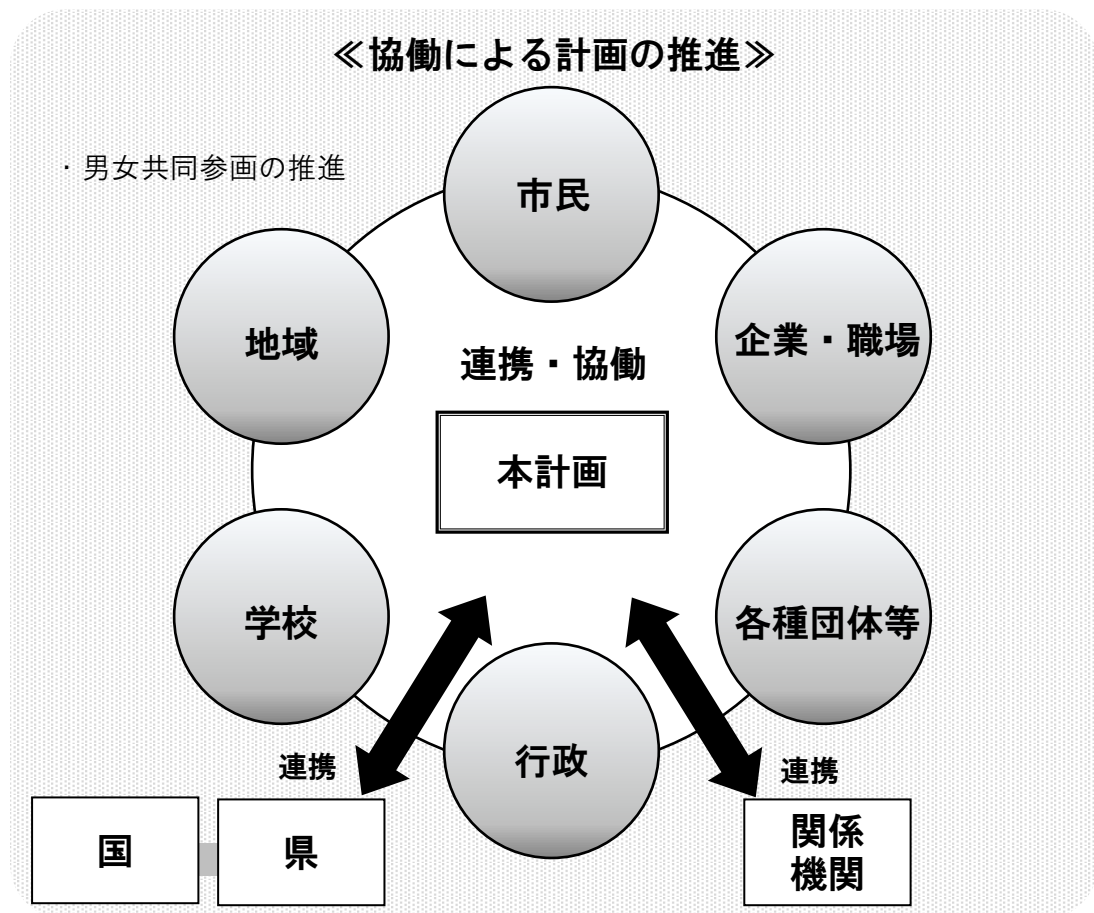 ≪協働による計画の推進≫
・男女共同参画の推進
市民
地域
企業・職場
連携・協働
本計画
学校
各種団体等
行政
連携
連携
国
県
関係
機関